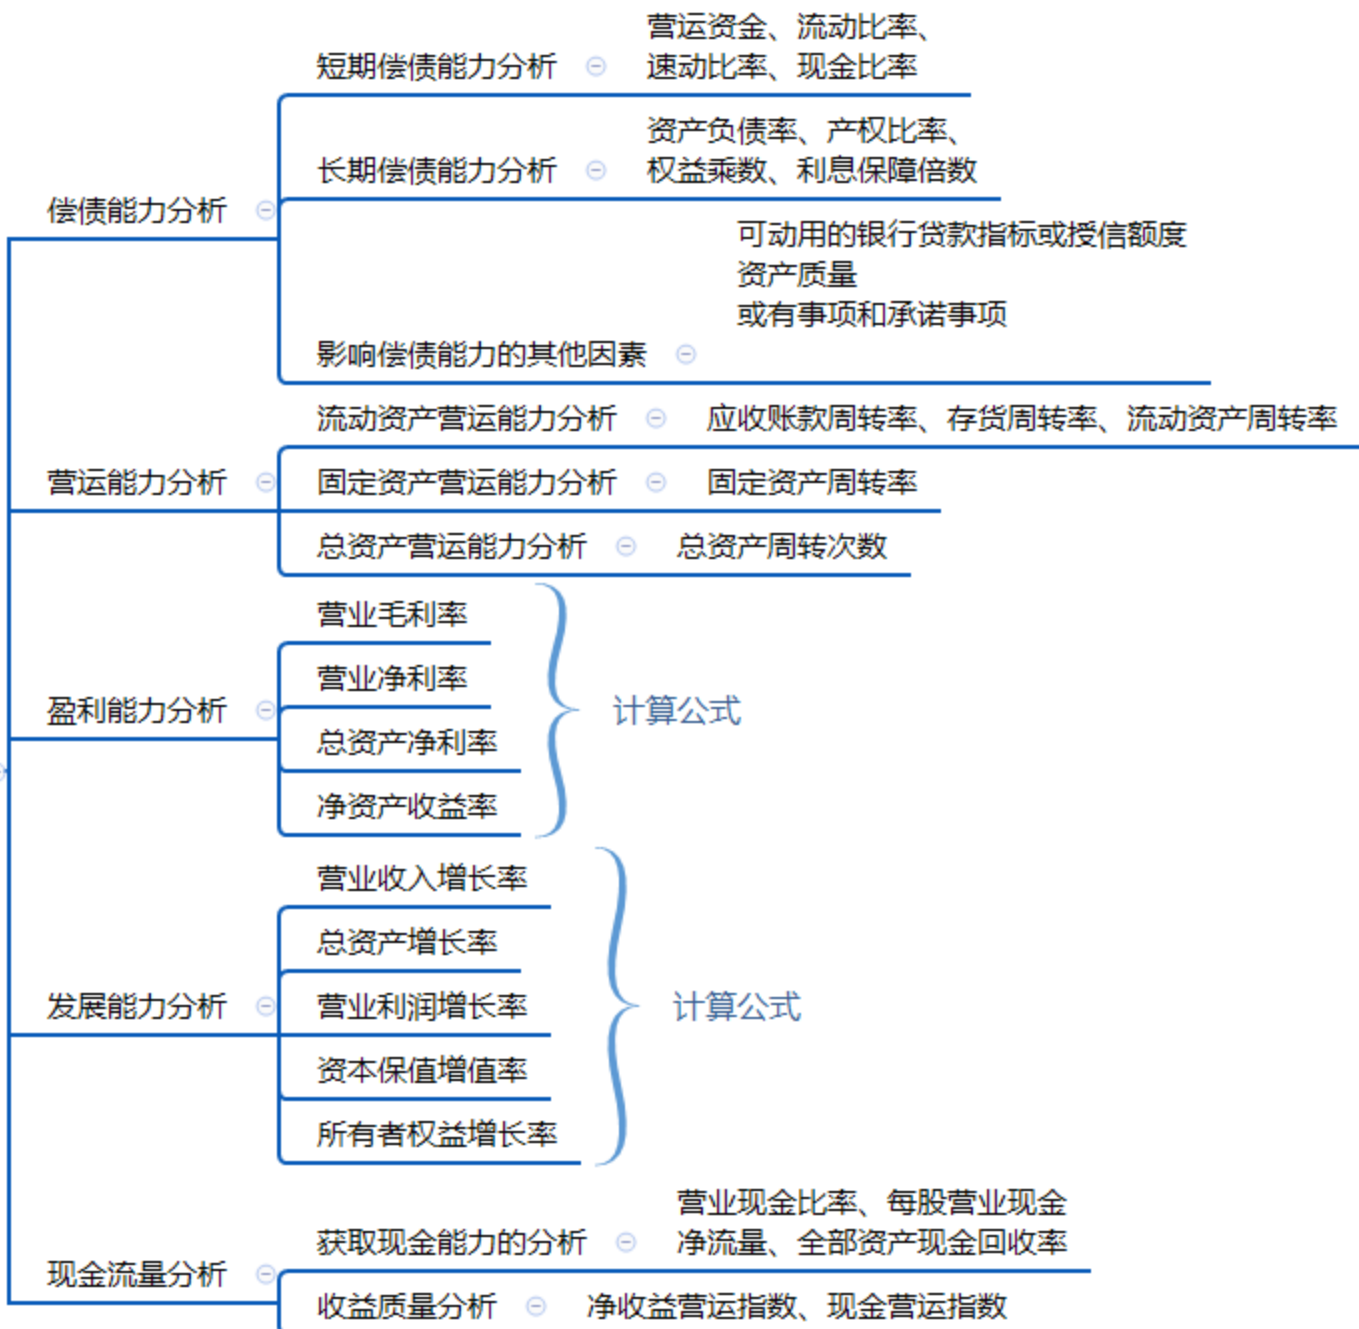 营运资金、流动比率、
短期偿债能力分析
速动比率、现金比率
资产负债率、产权比率、
长期偿债能力分析
权益乘数、利息保障倍数
偿债能力分析
可动用的银行贷款指标或授信额度
资产质量
或有事项和承诺事项
影响偿债能力的其他因素
流动资产营运能力分析
应收账款周转率、存货周转率、流动资产周转率
营运能力分析
固定资产营运能力分析
固定资产周转率
总资产营运能力分析
总资产周转次数
营业毛利率
营业净利率
盈利能力分析
计算公式
总资产净利率
净资产收益率
营业收入增长率
总资产增长率
发展能力分析
营业利润增长率
计算公式
资本保值增值率
所有者权益增长率
营业现金比率、每股营业现金
获取现金能力的分析
净流量、全部资产现金回收率
现金流量分析
收益质量分析
净收益营运指数、现金营运指数